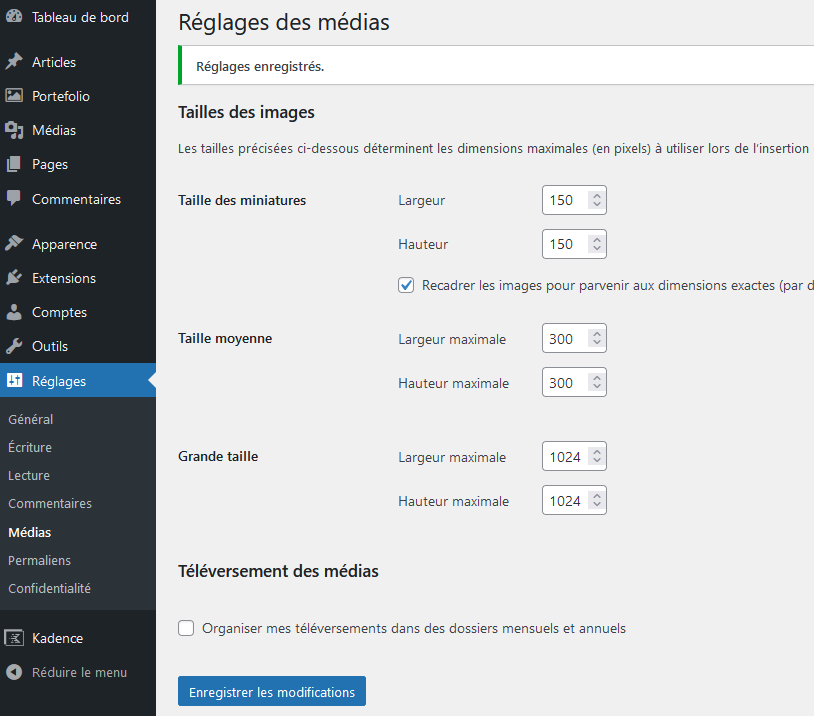 Tableau de bord
Articles
Portefolio
Médias
Pages
Commentaires
Apparence
Extensions
Comptes
Outils
Réglages
Général
Écriture
Lecture
Commentaires
Médias
Permaliens
Confidentialité
Kadence
Réduire le menu
Réglages des médias
Réglages enregistrés.
Tailles des images
Les tailles précisées ci-dessous déterminent les dimensions maximales (en pixels) à utiliser lors de l'insertion
Taille des miniatures
Largeur 150
Hauteur 150
Recadrer les images pour parvenir aux dimensions exactes (par d
Taille moyenne
Largeur maximale 300
Hauteur maximale 300
Grande taille
Largeur maximale 1024
Hauteur maximale 1024
Téléversement des médias
Organiser mes téléversements dans des dossiers mensuels et annuels
Enregistrer les modifications